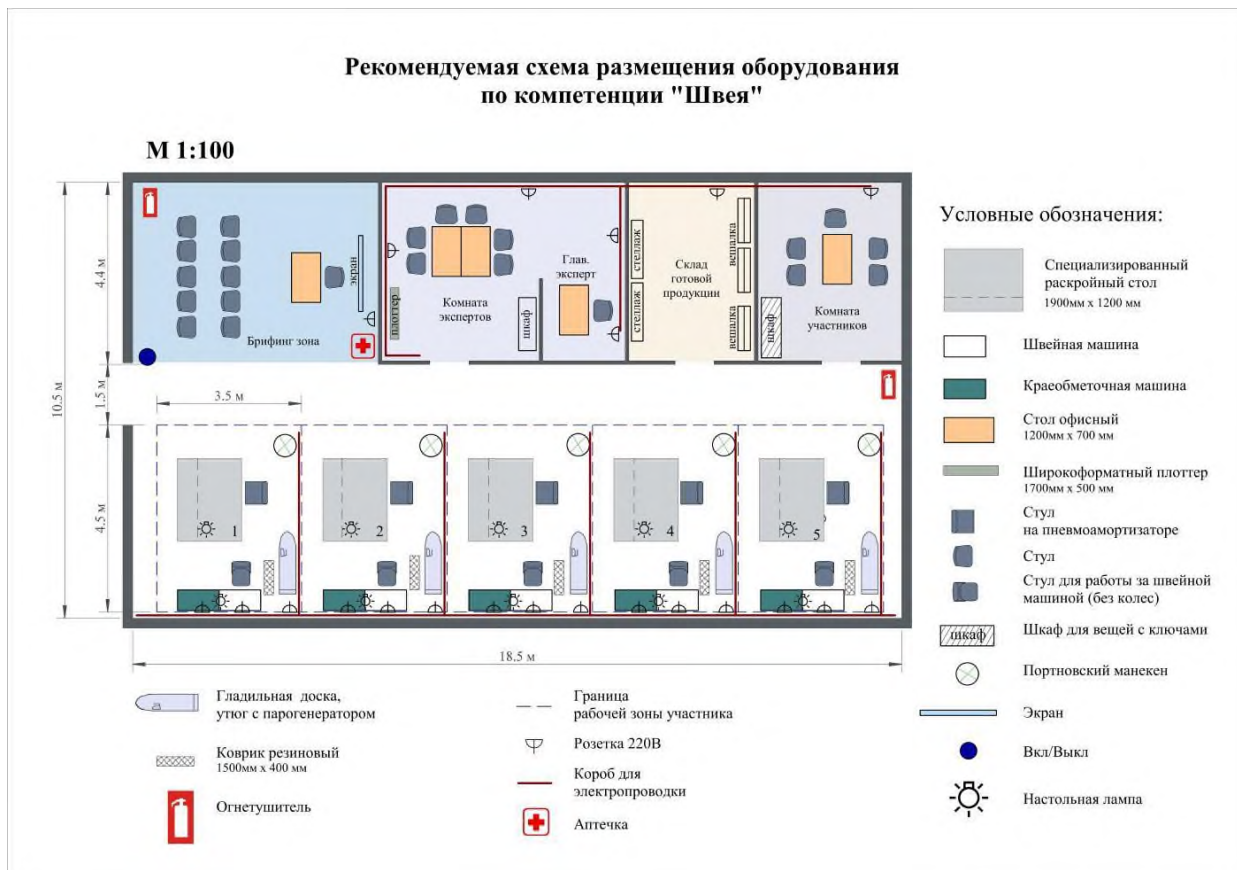 Рекомендуемая схема размещения оборудования
по компетенции "Швея"
М 1:100
10.5 м
4.4 м
1.5 м
4.5 м
3.5 м
18.5 м
экран
Брифинг зона
плоттер
Комната
экспертов
шкаф
Глав.
эксперт
стеллаж
стеллаж
Склад
готовой
продукции
вешалка
вешалка
шкаф
Комната
участников
1
2
3
4
5
Условные обозначения:
Специализированный
раскройный стол
1900мм х 1200 мм
Швейная машина
Краеобметочная машина
Стол офисный
1200мм х 700 мм
Широкоформатный плоттер
1700мм х 500 мм
Стул
на пневмоамортизаторе
Стул
Стул для работы за швейной
машиной (без колес)
шкаф
Шкаф для вещей с ключами
Портновский манекен
Экран
Вкл/Выкл
Настольная лампа
Гладильная доска,
утюг с парогенератором
Коврик резиновый
1500мм х 400 мм
Огнетушитель
Граница
рабочей зоны участника
Розетка 220В
Короб для
электропроводки
Аптечка